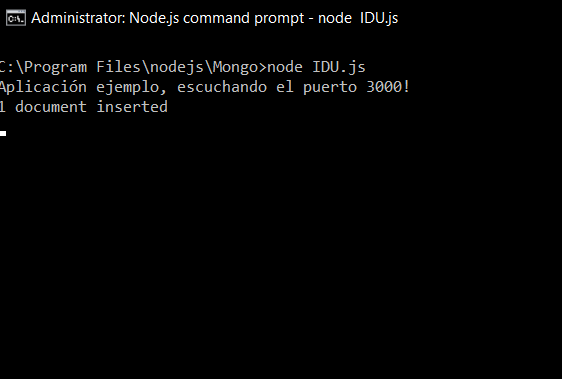 Administrator: Node.js command prompt - node  IDU.js
C:\Program Files\nodejs\Mongo>node IDU.js
Aplicación ejemplo, escuchando el puerto 3000!
1 document inserted